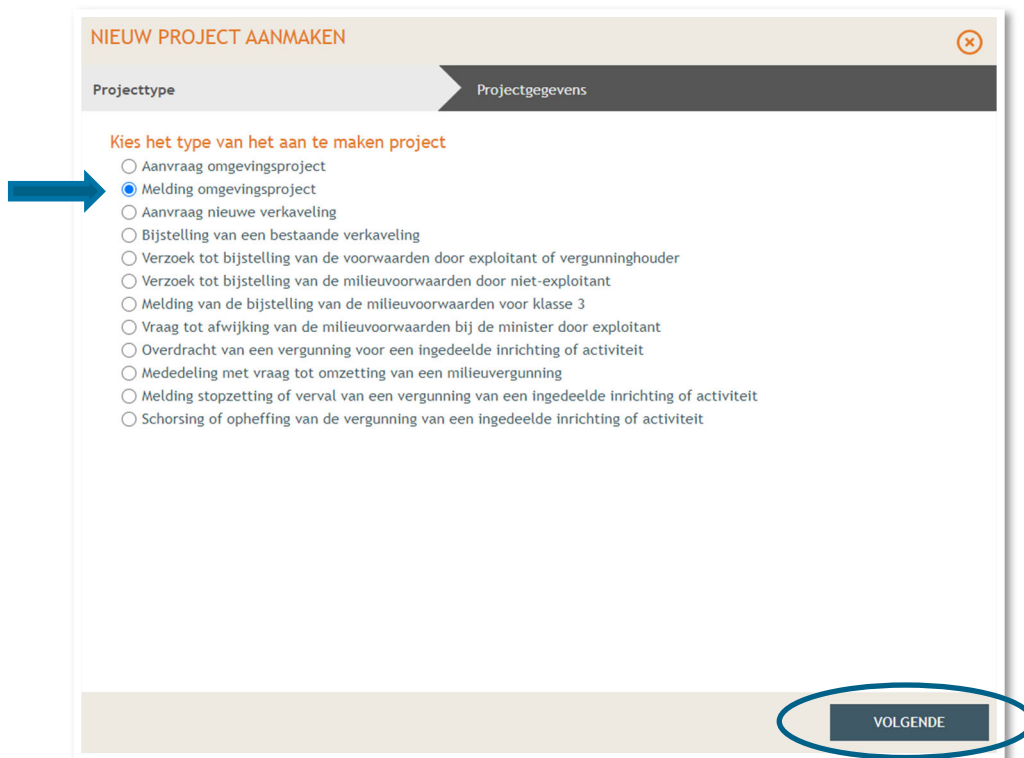 NIEUW PROJECT AANMAKEN
Projecttype
Projectgegevens
Kies het type van het aan te maken project
Aanvraag omgevingsproject
Melding omgevingsproject
Aanvraag nieuwe verkaveling
Bijstelling van een bestaande verkaveling
Verzoek tot bijstelling van de voorwaarden door exploitant of vergunninghouder
Verzoek tot bijstelling van de milieuvoorwaarden door niet-exploitant
Melding van de bijstelling van de milieuvoorwaarden voor klasse 3
Vraag tot afwijking van de milieuvoorwaarden bij de minister door exploitant
Overdracht van een vergunning voor een ingedeelde inrichting of activiteit
Mededeling met vraag tot omzetting van een milieuvergunning
Melding stopzetting of verval van een vergunning van een ingedeelde inrichting of activiteit
Schorsing of opheffing van de vergunning van een ingedeelde inrichting of activiteit
VOLGENDE